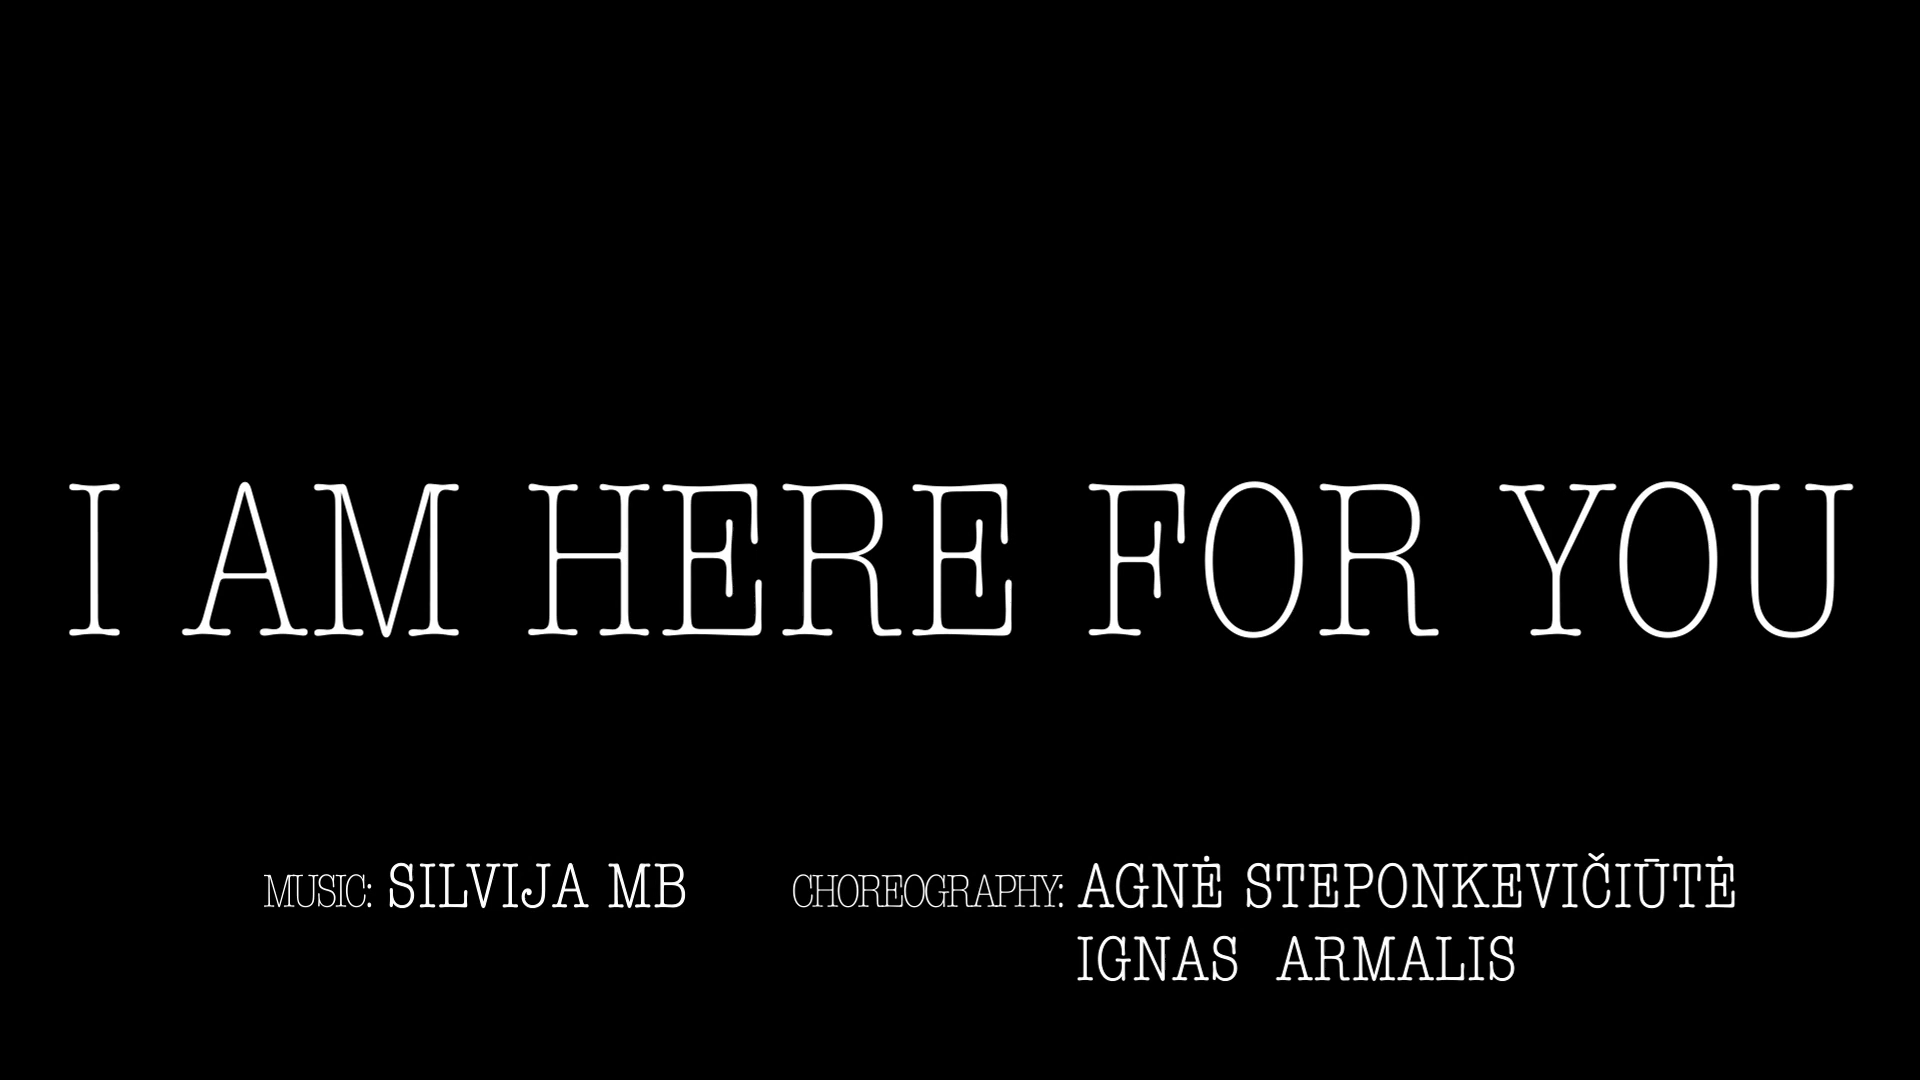 I AM HERE FOR YOU
MUSIC: SILVIJA MB
CHOREOGRAPHY: AGNĖ STEPONKEVIČIŪTĖ
IGNAS ARMALIS